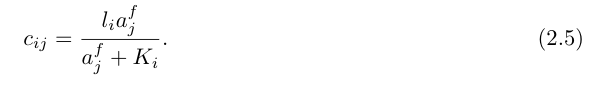 c_{ij} = \frac{l_i a_j^f}{a_j^f + K_i}. (2.5)